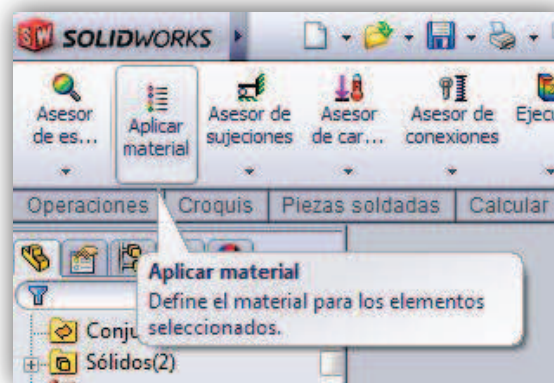 SOLIDWORKS
Asesor de es...
Aplicar material
Asesor de sujeciones
Asesor de car...
Asesor de conexiones
Ejecu
Operaciones Croquis Piezas soldadas Calcular
Aplicar material
Define el material para los elementos
seleccionados.
Conju
Sólidos(2)